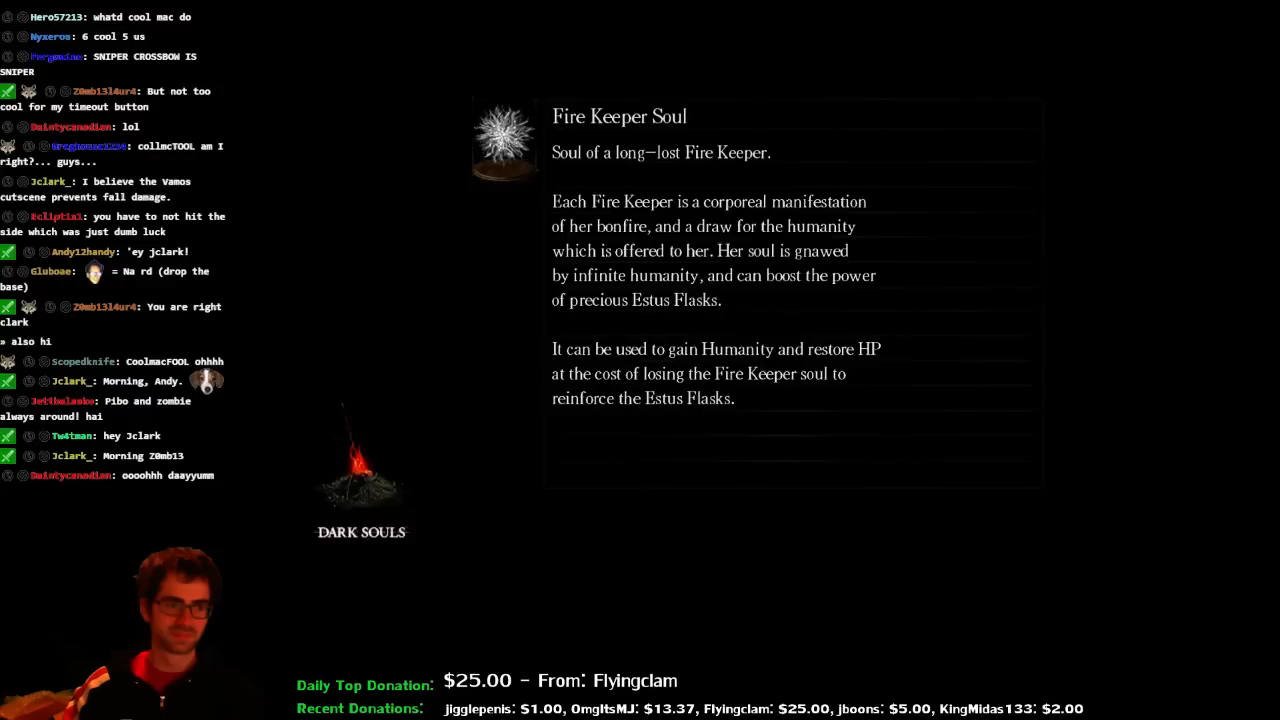 Hero57213: whatd cool mac do
Nyxeros: 6 cool 5 us
: SNIPER CROSSBOW IS
SNIPER
Z0mb13l4ur4: But not too
cool for my timeout button
Daintycanadian: lol
: collmcTOOL am I
right?... guys...
Jclark_: I believe the Vamos
cutscene prevents fall damage.
Ecliptin1: you have to not hit the
side which was just dumb luck
Andy12handy: 'ey jclark!
Gluboae: = Na rd (drop the
base)
Z0mb13l4ur4: You are right
clark
» also hi
Scopedknife: CoolmacFOOL ohhhh
Jclark_: Morning, Andy.
: Pibo and zombie
always around! hai
Tw4tman: hey Jclark
Jclark_: Morning Z0mb13
Daintycanadian: oooohhh daayyumm
Fire Keeper Soul
Soul of a long-lost Fire Keeper.
Each Fire Keeper is a corporeal manifestation
of her bonfire, and a draw for the humanity
which is offered to her. Her soul is gnawed
by infinite humanity, and can boost the power
of precious Estus Flasks.
It can be used to gain Humanity and restore HP
at the cost of losing the Fire Keeper soul to
reinforce the Estus Flasks.
DARK SOULS
Daily Top Donation: $25.00 - From: Flyingclam
Recent Donations: jigglepenis: $1.00, OmgItsMJ: $13.37, Flyingclam: $25.00, jboons: $5.00, KingMidas133: $2.00